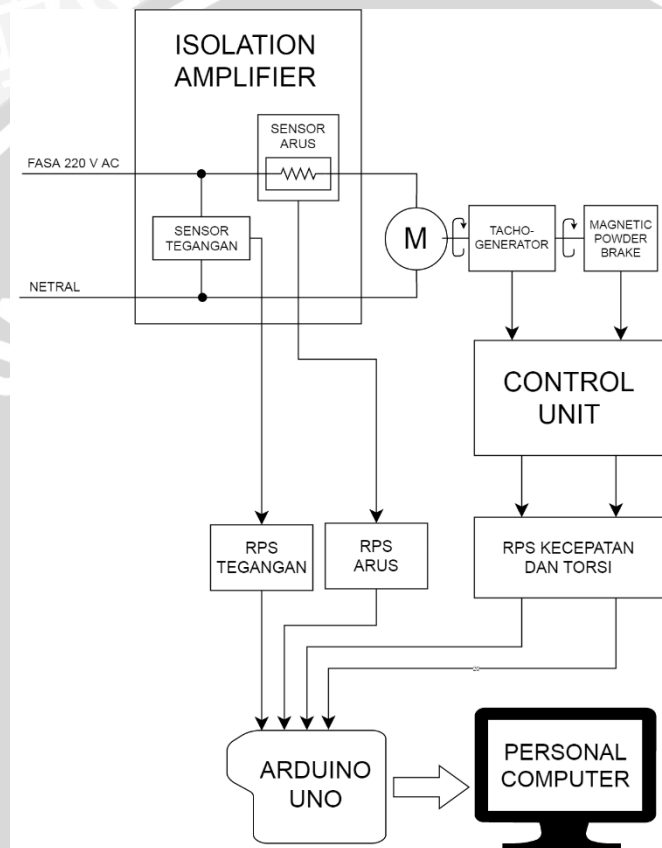 ISOLATION
AMPLIFIER
SENSOR
ARUS
FASA 220 V AC
SENSOR
TEGANGAN
M
TACHO-
GENERATOR
MAGNETIC
POWDER
BRAKE
NETRAL
CONTROL
UNIT
RPS
TEGANGAN
RPS
ARUS
RPS KECEPATAN
DAN TORSI
ARDUINO
UNO
PERSONAL
COMPUTER